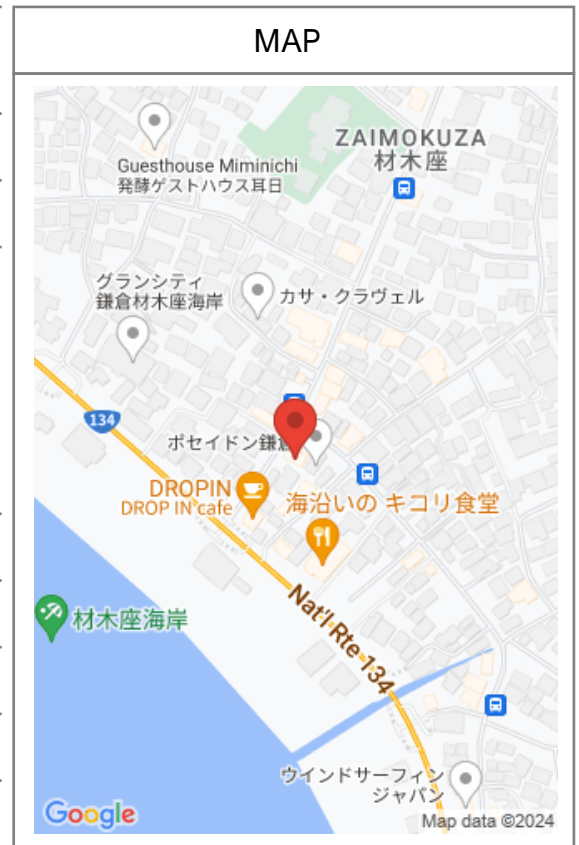 MAP
ZAIMOKUZA
材木座
Guesthouse Miminichi
発酵ゲストハウス耳日
グランシティ
鎌倉材木座海岸
カサ・クラヴェル
134
ポセイドン鎌倉
DROPIN
DROP IN cafe
海沿いの キコリ食堂
Nat'l Rte 134
材木座海岸
ウインドサーフィン
ジャパン
Google
Map data ©2024